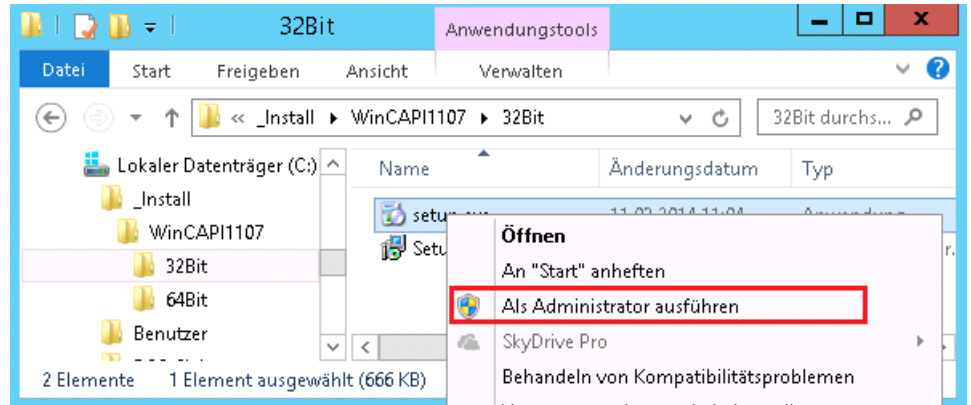 32Bit
Anwendungstools
Datei Start Freigeben Ansicht Verwalten
« _Install WinCAPI1107 32Bit
32Bit durchs...
Lokaler Datenträger (C:)
_Install
WinCAPI1107
32Bit
64Bit
Benutzer
Name Änderungsdatum Typ
Öffnen
An "Start" anheften
Als Administrator ausführen
SkyDrive Pro
Behandeln von Kompatibilitätsproblemen
2 Elemente 1 Element ausgewählt (666 KB)